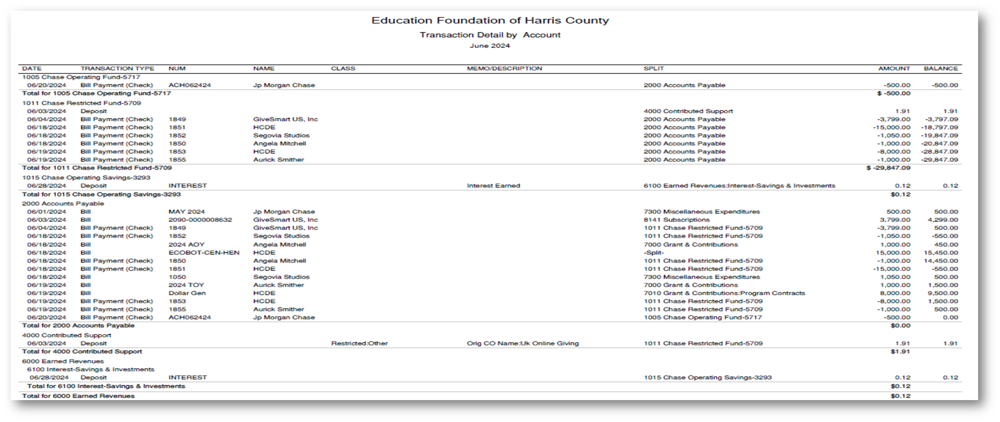 Education Foundation of Harris County
Transaction Detail by Account
June 2024
DATE TRANSACTION TYPE NUM NAME CLASS MEMO/DESCRIPTION SPLIT AMOUNT BALANCE
1005 Chase Operating Fund-5717
06/20/2024 Bill Payment (Check) ACH062424 Jp Morgan Chase 2000 Accounts Payable -500.00 -500.00
Total for 1005 Chase Operating Fund-5717 $ -500.00
1011 Chase Restricted Fund-5709
06/03/2024 Deposit 4000 Contributed Support 1.91 1.91
06/04/2024 Bill Payment (Check) 1849 GiveSmart US, Inc 2000 Accounts Payable -3,799.00 -3,797.09
06/18/2024 Bill Payment (Check) 1851 HCDE 2000 Accounts Payable -15,000.00 -18,797.09
06/18/2024 Bill Payment (Check) 1852 Segovia Studios 2000 Accounts Payable -1,050.00 -19,847.09
06/18/2024 Bill Payment (Check) 1850 Angela Mitchell 2000 Accounts Payable -1,000.00 -20,847.09
06/19/2024 Bill Payment (Check) 1853 HCDE 2000 Accounts Payable -8,000.00 -28,847.09
06/19/2024 Bill Payment (Check) 1855 Aurick Smither 2000 Accounts Payable -1,000.00 -29,847.09
Total for 1011 Chase Restricted Fund-5709 $ -29,847.09
1015 Chase Operating Savings-3293
06/28/2024 Deposit INTEREST Interest Earned 6100 Earned Revenues:Interest-Savings & Investments 0.12 0.12
Total for 1015 Chase Operating Savings-3293 $0.12
2000 Accounts Payable
06/01/2024 Bill MAY 2024 Jp Morgan Chase 7300 Miscellaneous Expenditures 500.00 500.00
06/03/2024 Bill 2090-0000008632 GiveSmart US, Inc 8141 Subscriptions 3,799.00 4,299.00
06/04/2024 Bill Payment (Check) 1849 GiveSmart US, Inc 1011 Chase Restricted Fund-5709 -3,799.00 500.00
06/18/2024 Bill Payment (Check) 1852 Segovia Studios 1011 Chase Restricted Fund-5709 -1,050.00 -550.00
06/18/2024 Bill 2024 AOY Angela Mitchell 7000 Grant & Contributions 1,000.00 450.00
06/18/2024 Bill ECOBOT-CEN-HEN HCDE -Split- 15,000.00 15,450.00
06/18/2024 Bill Payment (Check) 1850 Angela Mitchell 1011 Chase Restricted Fund-5709 -1,000.00 14,450.00
06/18/2024 Bill Payment (Check) 1851 HCDE 1011 Chase Restricted Fund-5709 -15,000.00 -550.00
06/18/2024 Bill 1050 Segovia Studios 7300 Miscellaneous Expenditures 1,050.00 500.00
06/19/2024 Bill 2024 TOY Aurick Smither 7000 Grant & Contributions 1,000.00 1,500.00
06/19/2024 Bill Dollar Gen HCDE 7010 Grant & Contributions:Program Contracts 8,000.00 9,500.00
06/19/2024 Bill Payment (Check) 1853 HCDE 1011 Chase Restricted Fund-5709 -8,000.00 1,500.00
06/19/2024 Bill Payment (Check) 1855 Aurick Smither 1011 Chase Restricted Fund-5709 -1,000.00 500.00
06/20/2024 Bill Payment (Check) ACH062424 Jp Morgan Chase 1005 Chase Operating Fund-5717 -500.00 0.00
Total for 2000 Accounts Payable $0.00
4000 Contributed Support
06/03/2024 Deposit Restricted:Other Orig CO Name:Uk Online Giving 1011 Chase Restricted Fund-5709 1.91 1.91
Total for 4000 Contributed Support $1.91
6000 Earned Revenues
6100 Interest-Savings & Investments
06/28/2024 Deposit INTEREST 1015 Chase Operating Savings-3293 0.12 0.12
Total for 6100 Interest-Savings & Investments $0.12
Total for 6000 Earned Revenues $0.12